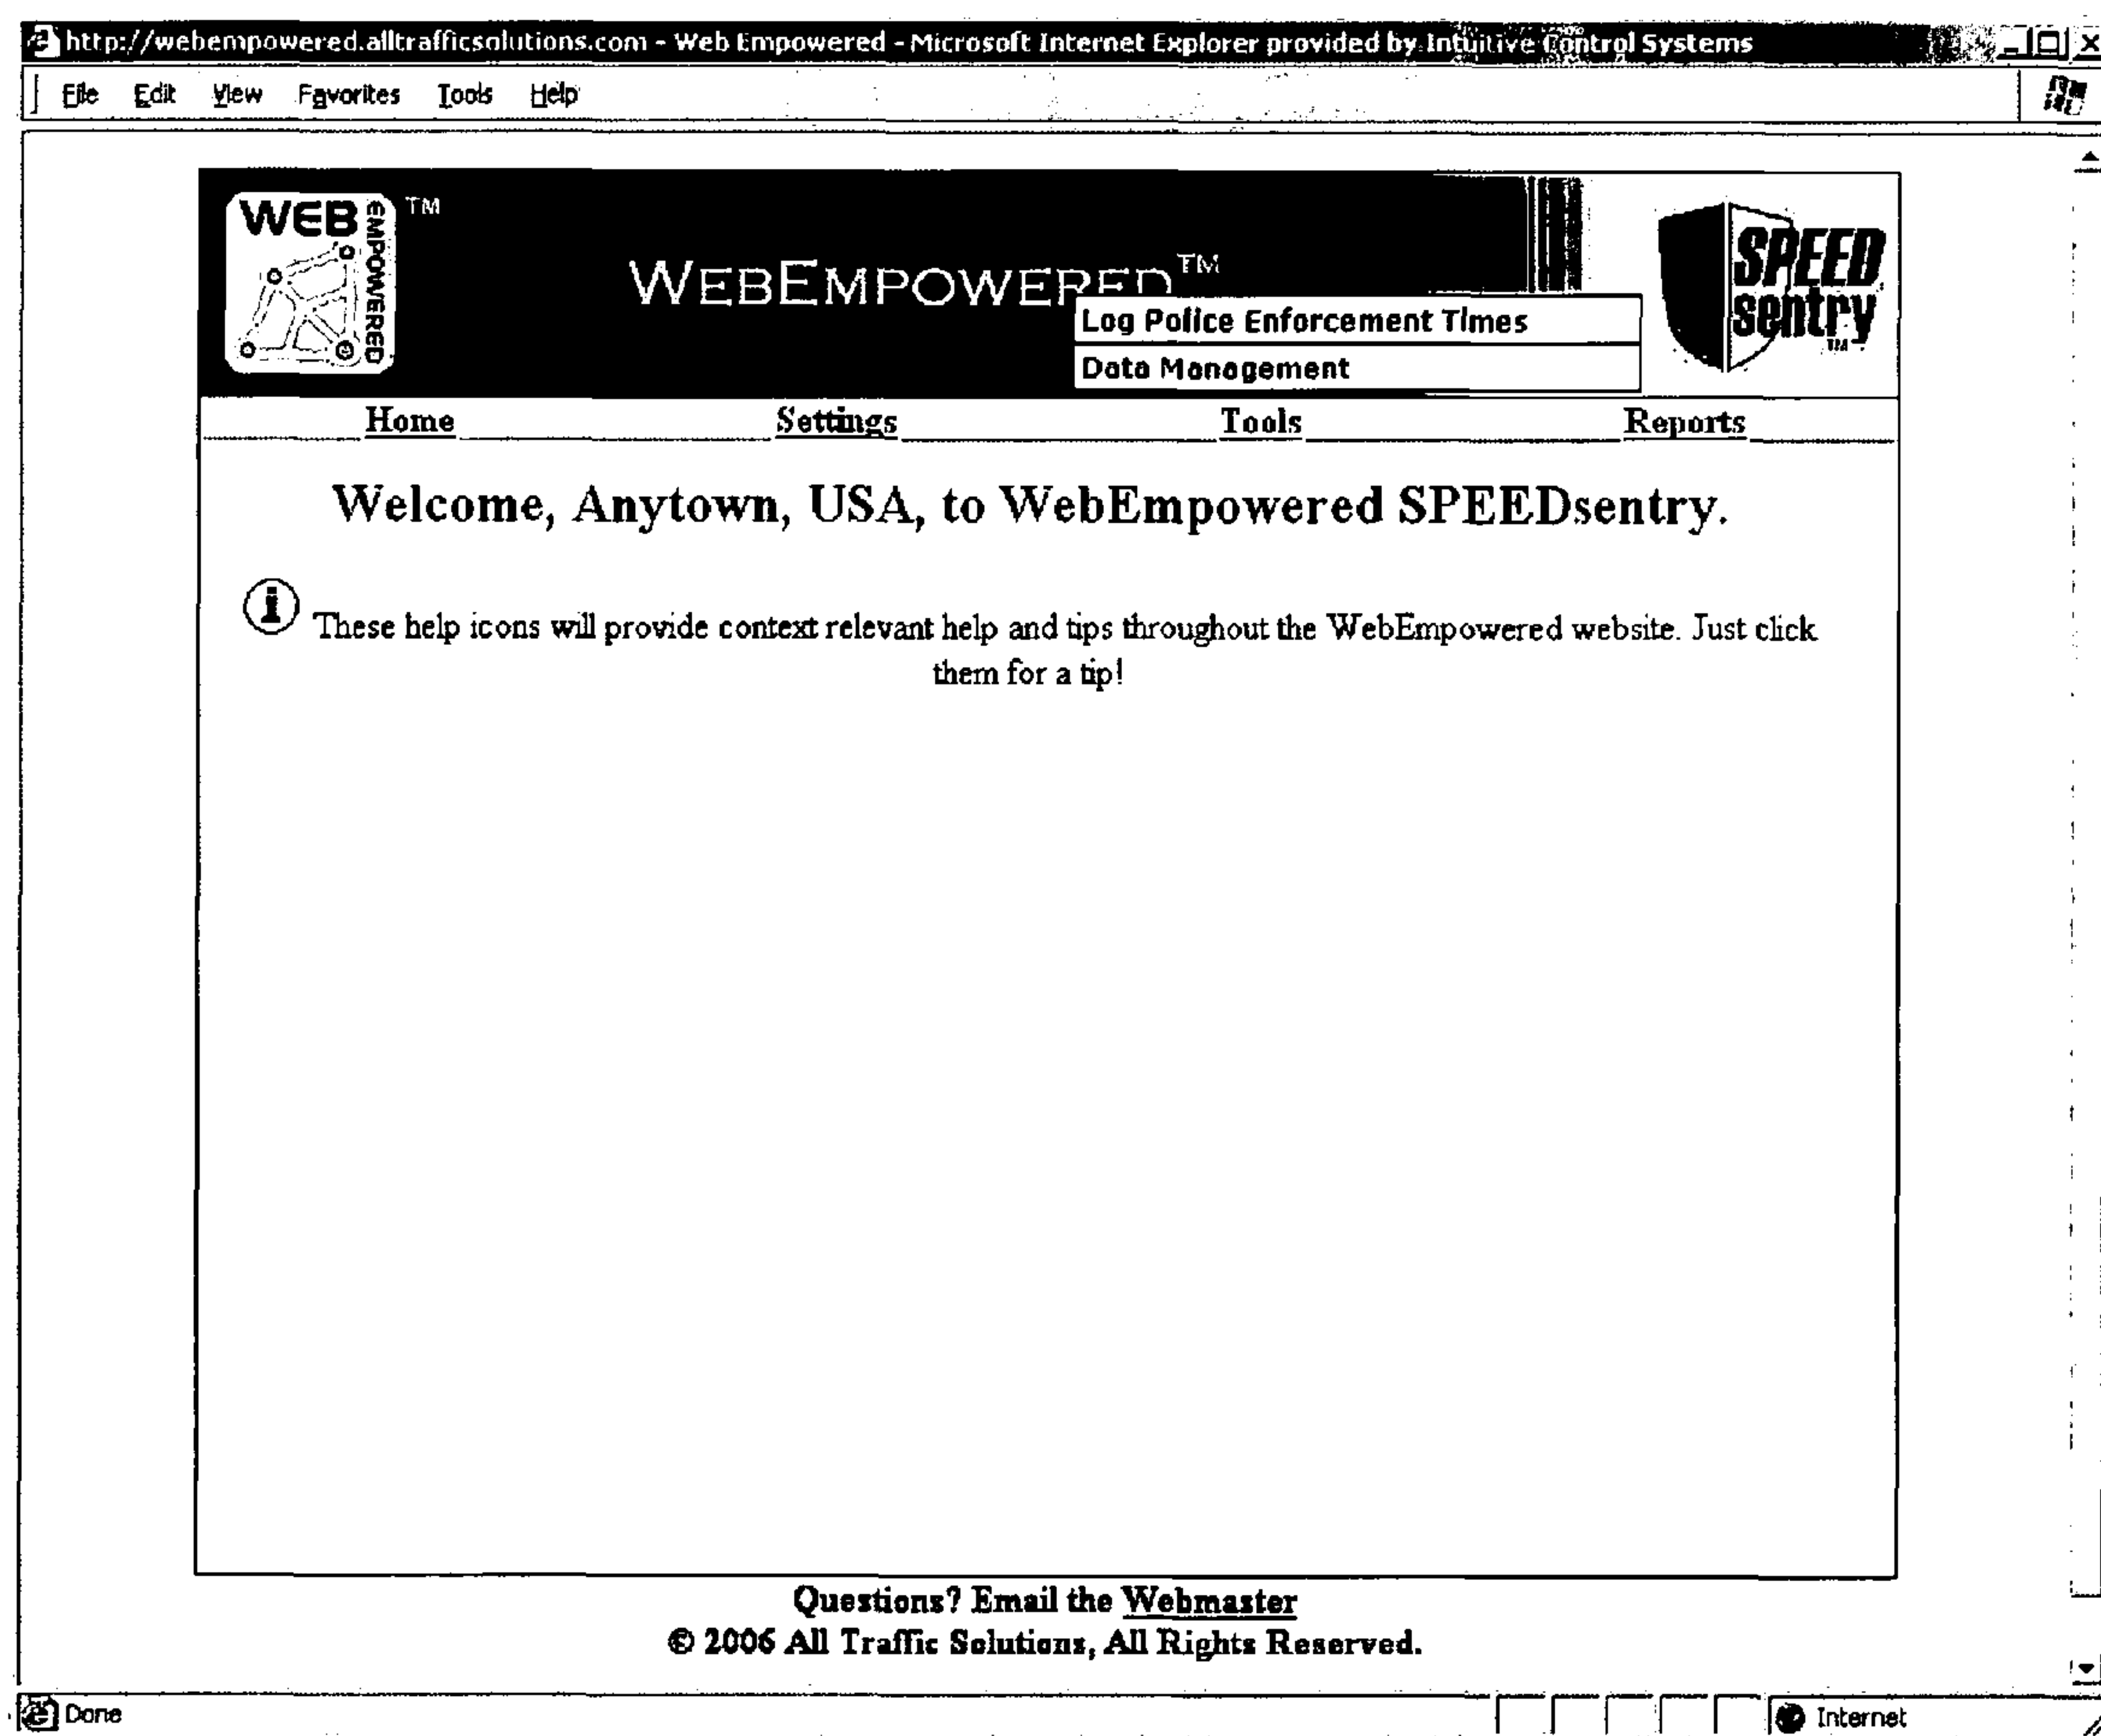 http://webempowered.alltrafficsolutions.com - Web Empowered - Microsoft Internet Explorer provided by Intuitive Control Systems
File Edit View Favorites Tools Help
WEB EMPOWERED TM
WEBEMPOWERED TM
SPEED
sentry TM
Log Police Enforcement Times
Data Management
Home Settings Tools Reports
Welcome, Anytown, USA, to WebEmpowered SPEEDsentry.
i These help icons will provide context relevant help and tips throughout the WebEmpowered website. Just click
them for a tip!
Questions? Email the Webmaster
© 2006 All Traffic Solutions, All Rights Reserved.
Done Internet